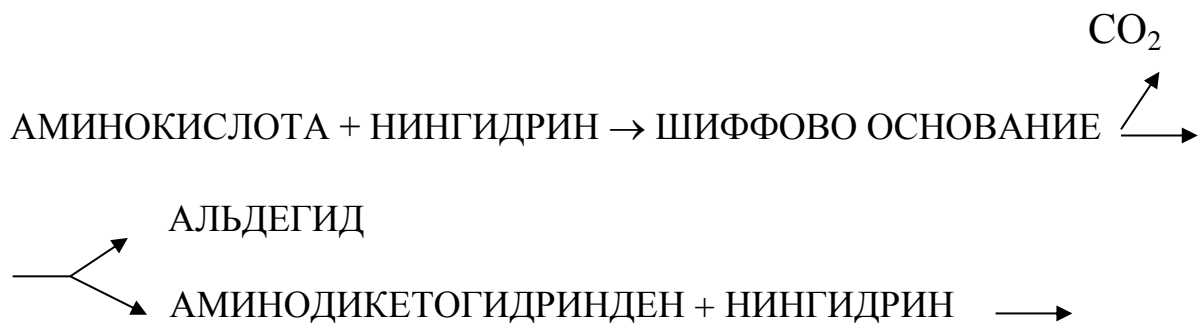 CO₂
АМИНОКИСЛОТА + НИНГИДРИН → ШИФФОВО ОСНОВАНИЕ
АЛЬДЕГИД
АМИНОДИКЕТОГИДРИНДЕН + НИНГИДРИН